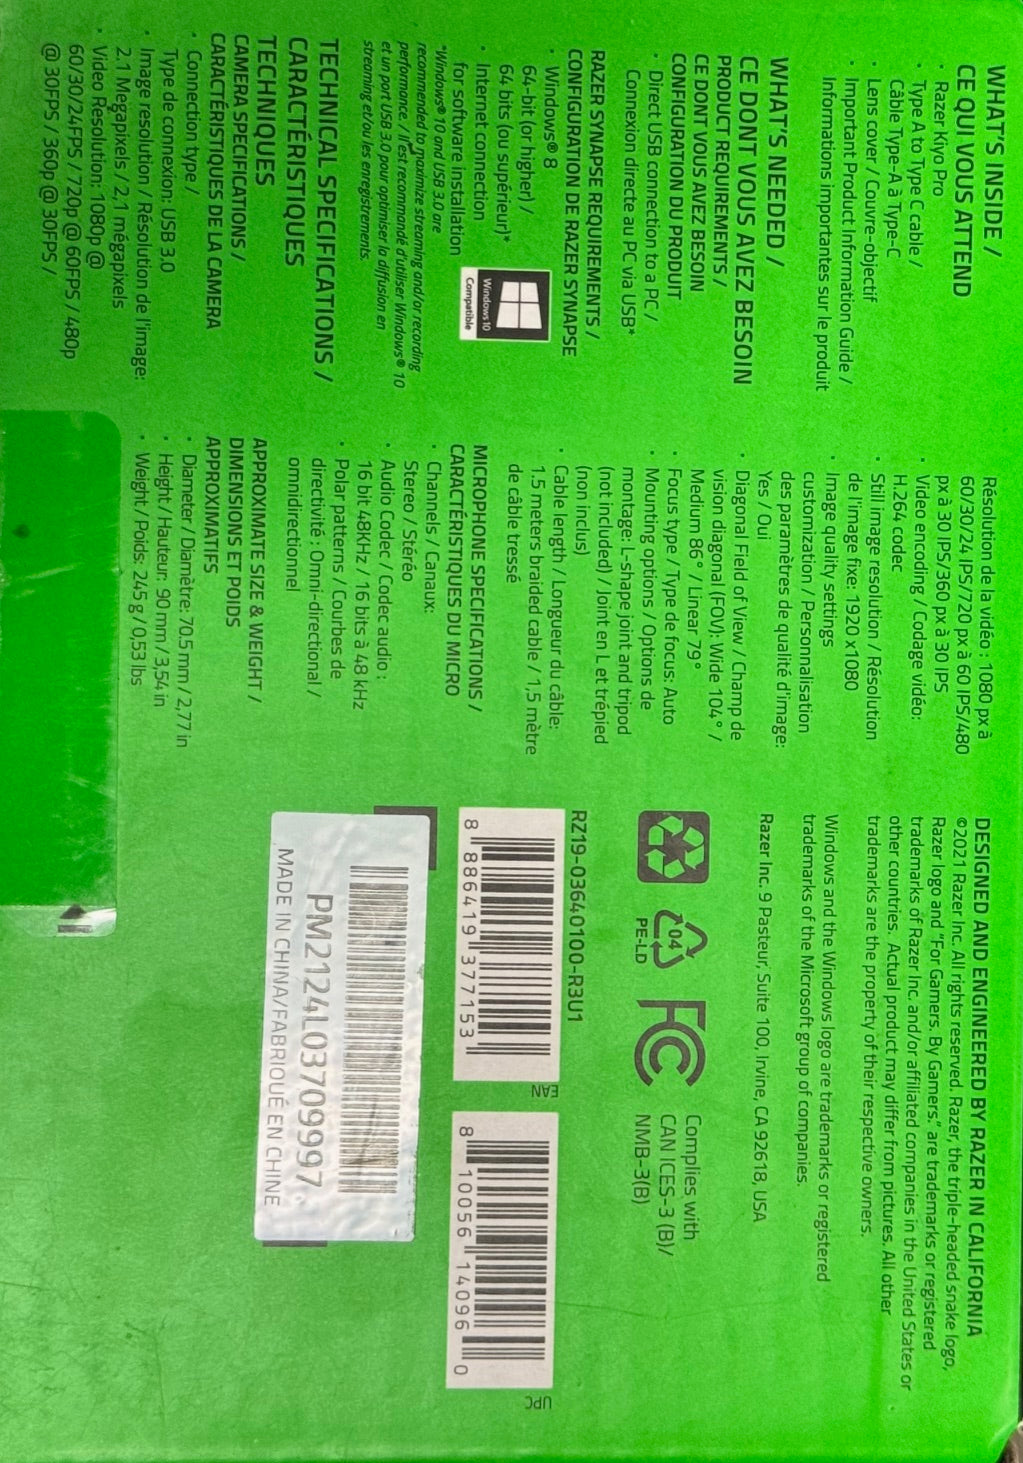 WHAT'S INSIDE /
CE QUI VOUS ATTEND
· Razer Kiyo Pro
· Type A to Type C cable /
Câble Type-A à Type-C
· Lens cover / Couvre-objectif
· Important Product Information Guide /
Informations importantes sur le produit
WHAT'S NEEDED /
CE DONT VOUS AVEZ BESOIN
PRODUCT REQUIREMENTS /
CE DONT VOUS AVEZ BESOIN
CONFIGURATION DU PRODUIT
· Direct USB connection to a PC /
Connexion directe au PC via USB*
RAZER SYNAPSE REQUIREMENTS /
CONFIGURATION DE RAZER SYNAPSE
· Windows® 8
64-bit (or higher) /
64 bits (ou supérieur)*
· Internet connection
for software installation
Windows 10
Compatible
*Windows® 10 and USB 3.0 are
recommended to maximize streaming and/or recording
performance. / Il est recommandé d'utiliser Windows® 10
et un port USB 3.0 pour optimiser la diffusion en
streaming et/ou les enregistrements.
TECHNICAL SPECIFICATIONS /
CARACTÉRISTIQUES
TECHNIQUES
CAMERA SPECIFICATIONS /
CARACTÉRISTIQUES DE LA CAMERA
· Connection type /
Type de connexion: USB 3.0
· Image resolution / Résolution de l'image:
2.1 Megapixels / 2,1 mégapixels
· Video Resolution: 1080p @
60/30/24FPS / 720p @ 60FPS / 480p
@ 30FPS / 360p @ 30FPS /
Résolution de la vidéo : 1080 px à
60/30/24 IPS/720 px à 60 IPS/480
px à 30 IPS/360 px à 30 IPS
· Video encoding / Codage vidéo:
H.264 codec
· Still image resolution / Résolution
de l'image fixe: 1920 x1080
· Image quality settings
customization / Personnalisation
des paramètres de qualité d'image:
Yes / Oui
· Diagonal Field of View / Champ de
vision diagonal (FOV): Wide 104° /
Medium 86° / Linear 79°
· Focus type / Type de focus: Auto
· Mounting options / Options de
montage: L-shape joint and tripod
(not included) / Joint en L et trépied
(non inclus)
· Cable length / Longueur du câble:
1.5 meters braided cable / 1,5 mètre
de câble tressé
MICROPHONE SPECIFICATIONS /
CARACTÉRISTIQUES DU MICRO
· Channels / Canaux:
Stereo / Stéréo
· Audio Codec / Codec audio :
16 bit 48KHz / 16 bits à 48 kHz
· Polar patterns / Courbes de
directivité : Omni-directional /
omnidirectionnel
APPROXIMATE SIZE & WEIGHT /
DIMENSIONS ET POIDS
APPROXIMATIFS
· Diameter / Diamètre: 70.5 mm / 2,77 in
· Height / Hauteur: 90 mm / 3,54 in
· Weight / Poids: 245 g / 0,53 lbs
DESIGNED AND ENGINEERED BY RAZER IN CALIFORNIA
©2021 Razer Inc. All rights reserved. Razer, the triple-headed snake logo,
Razer logo and "For Gamers. By Gamers." are trademarks or registered
trademarks of Razer Inc. and/or affiliated companies in the United States or
other countries. Actual product may differ from pictures. All other
trademarks are the property of their respective owners.
Windows and the Windows logo are trademarks or registered
trademarks of the Microsoft group of companies.
Razer Inc. 9 Pasteur, Suite 100, Irvine, CA 92618, USA
04
PE-LD
FC
Complies with
CAN ICES-3 (B)/
NMB-3(B)
RZ19-03640100-R3U1
8 886419 377153
EAN
8 10056 14096 0
UPC
PM2124L03709997
MADE IN CHINA/FABRIQUÉ EN CHINE